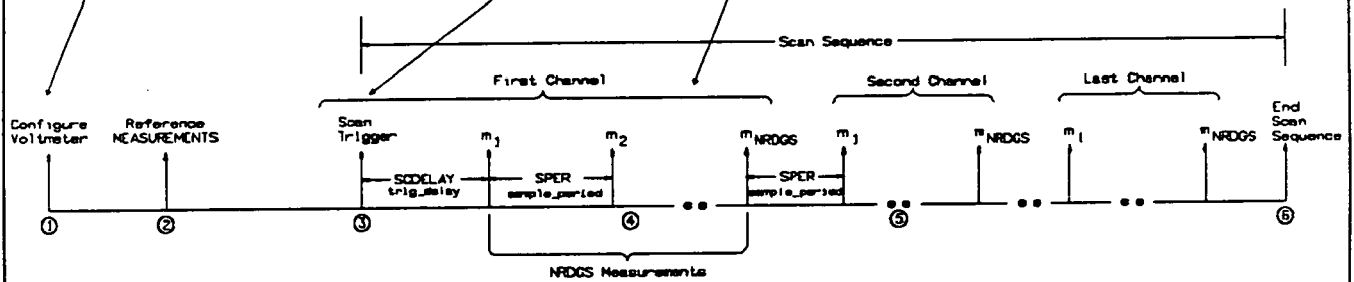 Scan Sequence
First Channel
Second Channel
Last Channel
Configure
Voltmeter
Reference
MEASUREMENTS
Scan
Trigger
m1
m2
mNRDGS
m1
mNRDGS
m1
mNRDGS
End
Scan
Sequence
SCDELAY
trig_delay
SPER
sample_period
SPER
sample_period
① ② ③ ④ ⑤ ⑥
NRDGS Measurements